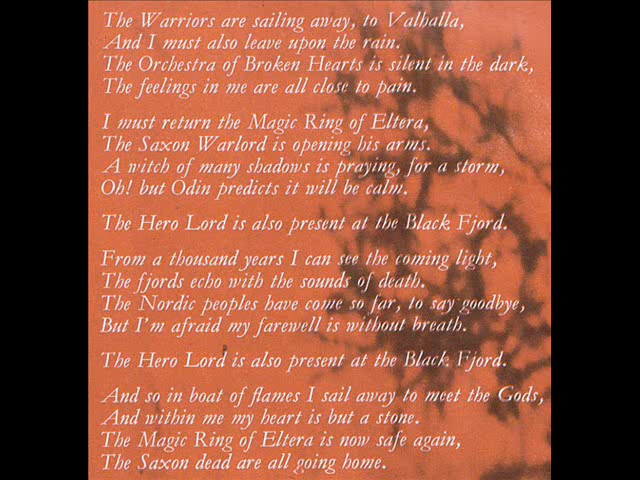 The Warriors are sailing away, to Valhalla,
And I must also leave upon the rain.
The Orchestra of Broken Hearts is silent in the dark,
The feelings in me are all close to pain.
I must return the Magic Ring of Eltera,
The Saxon Warlord is opening his arms.
A witch of many shadows is praying, for a storm,
Oh! but Odin predicts it will be calm.
The Hero Lord is also present at the Black Fjord.
From a thousand years I can see the coming light,
The fjords echo with the sounds of death.
The Nordic peoples have come so far, to say goodbye,
But I'm afraid my farewell is without breath.
The Hero Lord is also present at the Black Fjord.
And so in boat of flames I sail away to meet the Gods,
And within me my heart is but a stone.
The Magic Ring of Eltera is now safe again,
The Saxon dead are all going home.